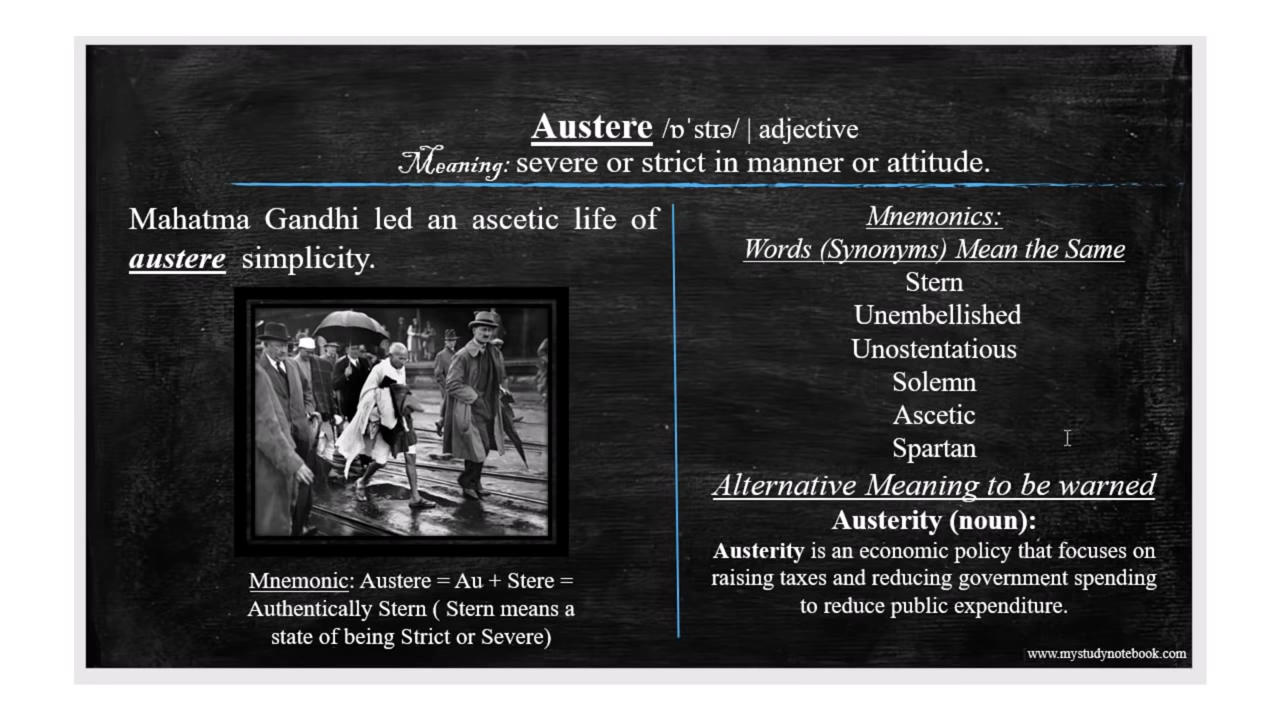 Austere /ɒˈstɪə/ | adjective
Meaning: severe or strict in manner or attitude.
Mahatma Gandhi led an ascetic life of
austere simplicity.
Mnemonic: Austere = Au + Stere =
Authentically Stern ( Stern means a
state of being Strict or Severe)
Mnemonics:
Words (Synonyms) Mean the Same
Stern
Unembellished
Unostentatious
Solemn
Ascetic
Spartan
Alternative Meaning to be warned
Austerity (noun):
Austerity is an economic policy that focuses on
raising taxes and reducing government spending
to reduce public expenditure.
www.mystudynotebook.com